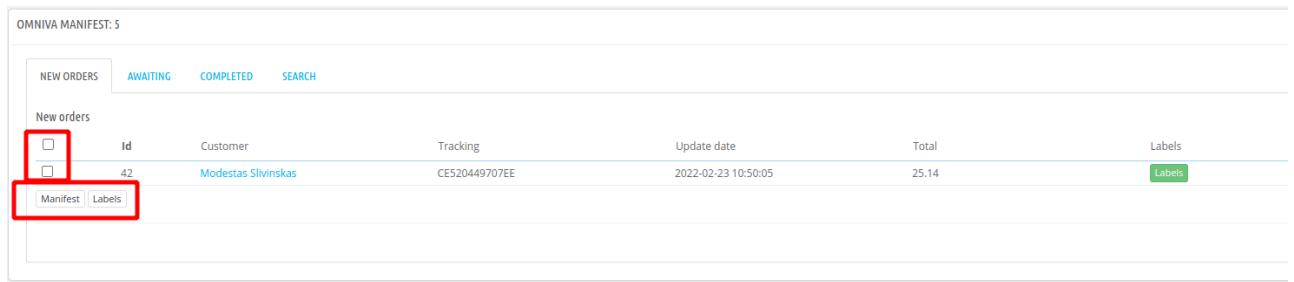 OMNIVA MANIFEST: 5
NEW ORDERS AWAITING COMPLETED SEARCH
New orders
Id Customer Tracking Update date Total Labels
42 Modestas Slivinskas CE520449707EE 2022-02-23 10:50:05 25.14 Labels
Manifest Labels